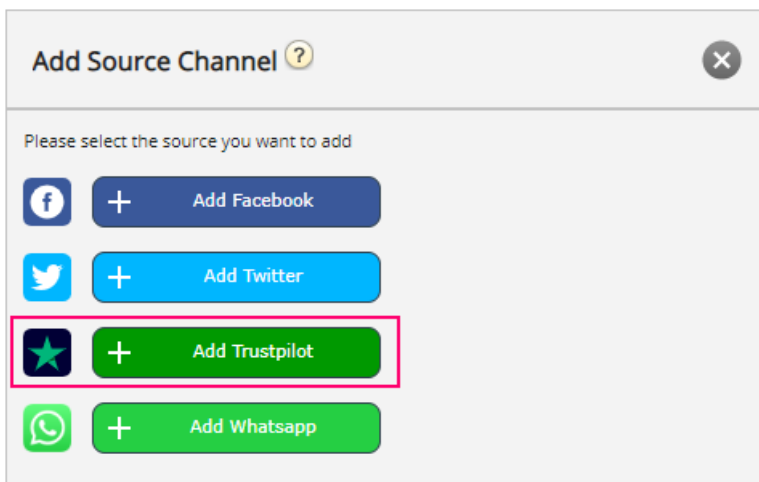 Add Source Channel ?
Please select the source you want to add
f + Add Facebook
+ Add Twitter
+ Add Trustpilot
+ Add Whatsapp